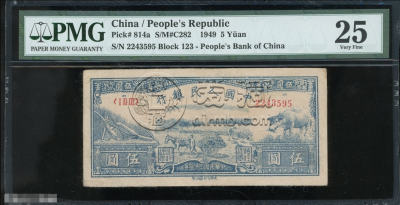 PMG
PAPER MONEY GUARANTY
China / People's Republic
Pick# 814a S/M#C282 1949 5 Yüan
S/N 2243595 Block 123 - People's Bank of China
25
Very Fine
2243595
伍
圓
圓
伍